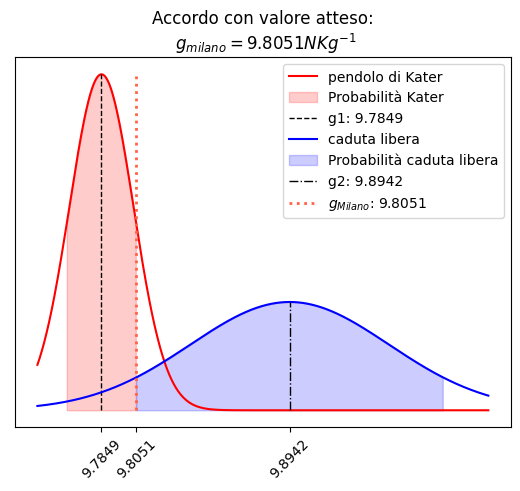 Accordo con valore atteso:
g_{milano} = 9.8051NKg^{-1}
pendolo di Kater
Probabilità Kater
g1: 9.7849
caduta libera
Probabilità caduta libera
g2: 9.8942
g_{Milano}: 9.8051
9.7849
9.8051
9.8942